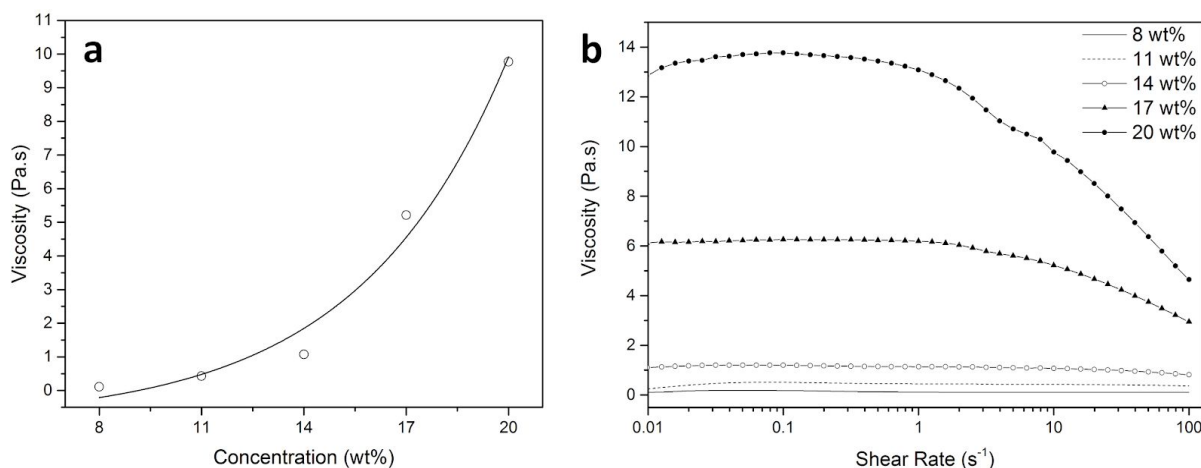 a
11
10
9
8
7
6
5
4
3
2
1
0
Viscosity (Pa.s)
8
11
14
17
20
Concentration (wt%)
b
8 wt%
11 wt%
14 wt%
17 wt%
20 wt%
14
12
10
8
6
4
2
0
Viscosity (Pa.s)
0.01
0.1
1
10
100
Shear Rate (s⁻¹)